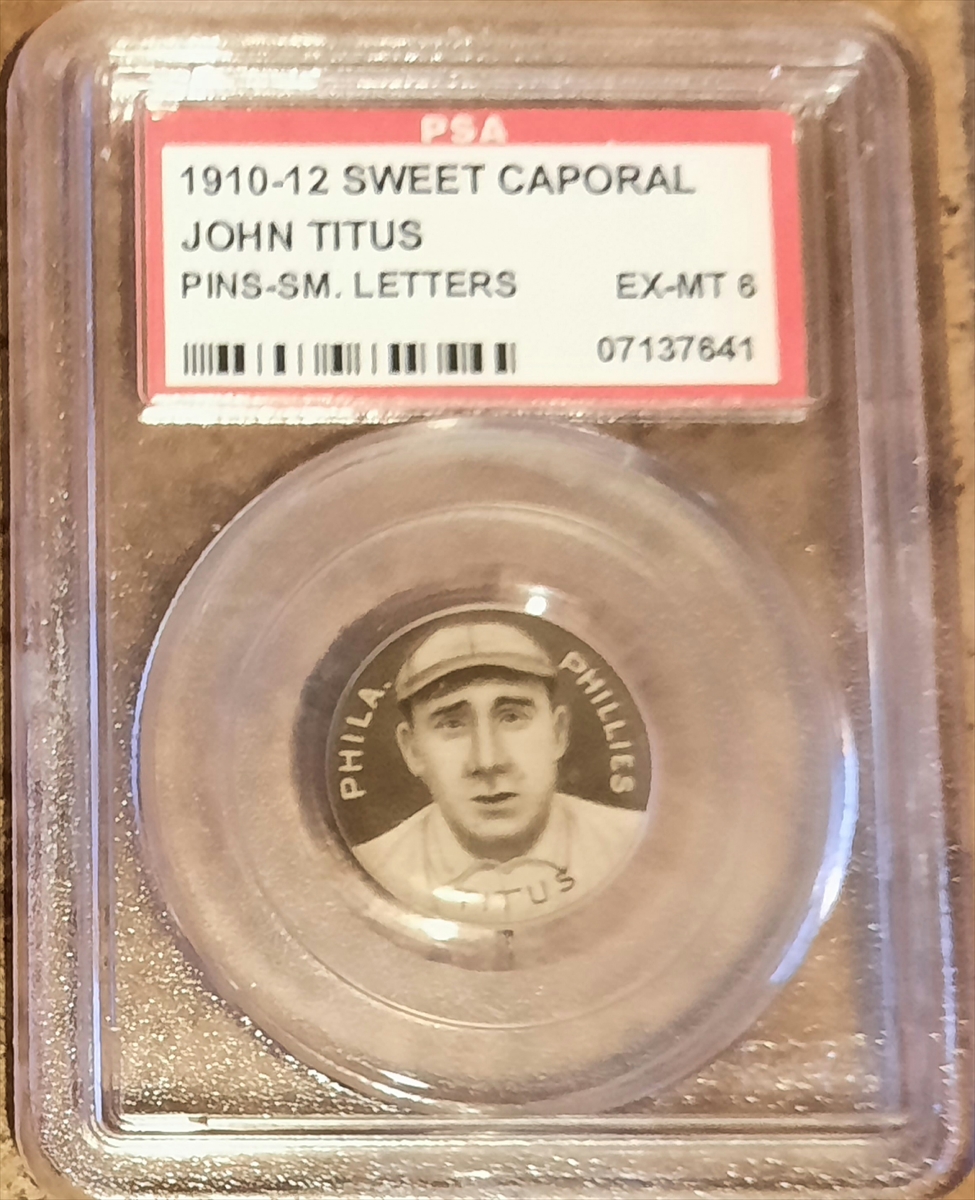 PSA
1910-12 SWEET CAPORAL
JOHN TITUS
PINS-SM. LETTERS EX-MT 6
07137641
PHILA. PHILLIES
TITUS